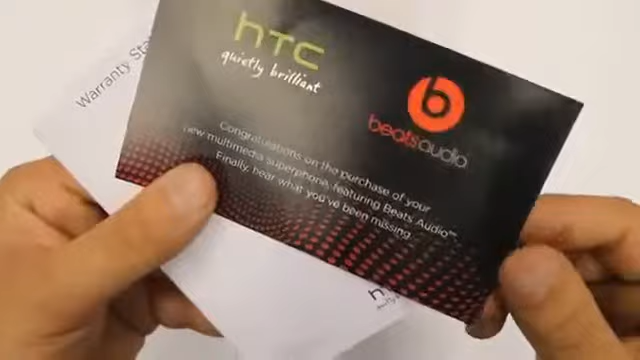 Warranty Sta
hTC
quietly brilliant
b
beatsaudio
Congratulations on the purchase of your
new multimedia superphone featuring Beats Audio™.
Finally, hear what you've been missing.